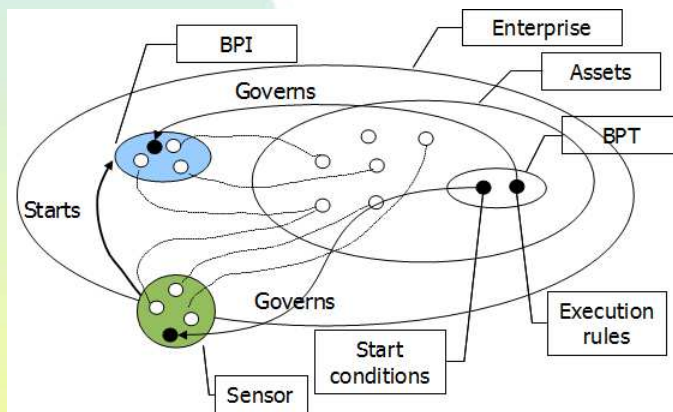 Enterprise
BPI
Assets
Governs
BPT
Starts
Governs
Execution
rules
Start
conditions
Sensor